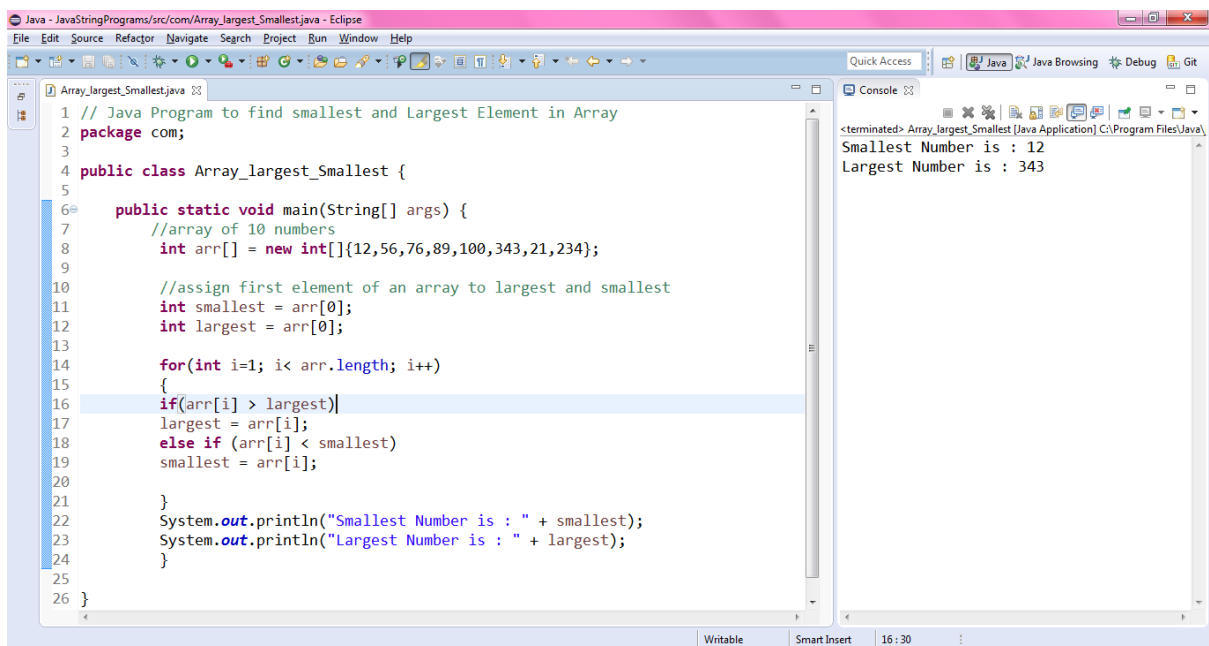 Java - JavaStringPrograms/src/com/Array_largest_Smallest.java - Eclipse
File Edit Source Refactor Navigate Search Project Run Window Help
Quick Access Java Java Browsing Debug Git
Array_largest_Smallest.java
1 // Java Program to find smallest and Largest Element in Array
2 package com;
3
4 public class Array_largest_Smallest {
5
6 public static void main(String[] args) {
7 //array of 10 numbers
8 int arr[] = new int[]{12,56,76,89,100,343,21,234};
9
10 //assign first element of an array to largest and smallest
11 int smallest = arr[0];
12 int largest = arr[0];
13
14 for(int i=1; i< arr.length; i++)
15 {
16 if(arr[i] > largest)
17 largest = arr[i];
18 else if (arr[i] < smallest)
19 smallest = arr[i];
20
21 }
22 System.out.println("Smallest Number is : " + smallest);
23 System.out.println("Largest Number is : " + largest);
24 }
25
26 }
Console
<terminated> Array_largest_Smallest [Java Application] C:\Program Files\Java\
Smallest Number is : 12
Largest Number is : 343
Writable Smart Insert 16 : 30